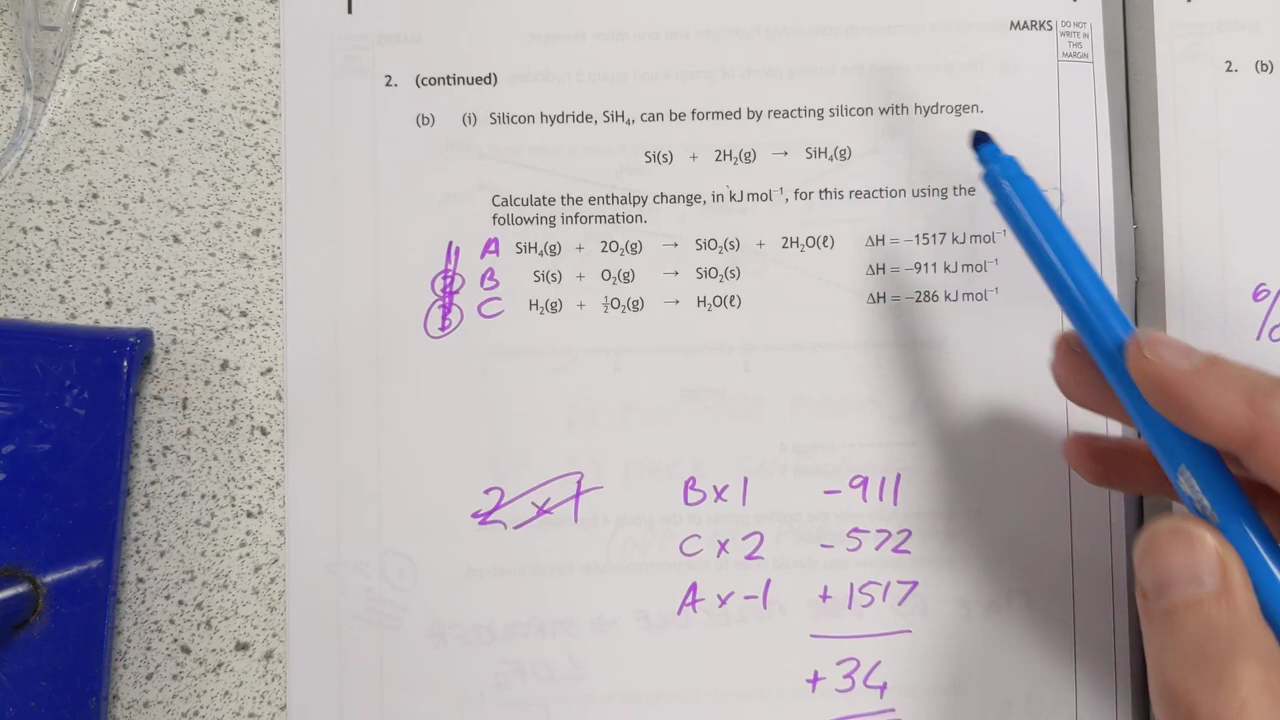 MARKS
DO NOT
WRITE IN
THIS
MARGIN
2. (continued)
(b) (i) Silicon hydride, SiH₄, can be formed by reacting silicon with hydrogen.
Si(s) + 2H₂(g) → SiH₄(g)
Calculate the enthalpy change, in kJ mol⁻¹, for this reaction using the
following information.
A SiH₄(g) + 2O₂(g) → SiO₂(s) + 2H₂O(ℓ) ΔH = −1517 kJ mol⁻¹
B Si(s) + O₂(g) → SiO₂(s) ΔH = −911 kJ mol⁻¹
C H₂(g) + ½O₂(g) → H₂O(ℓ) ΔH = −286 kJ mol⁻¹
B x 1 -911
C x 2 -572
A x -1 +1517
+34
2. (b)